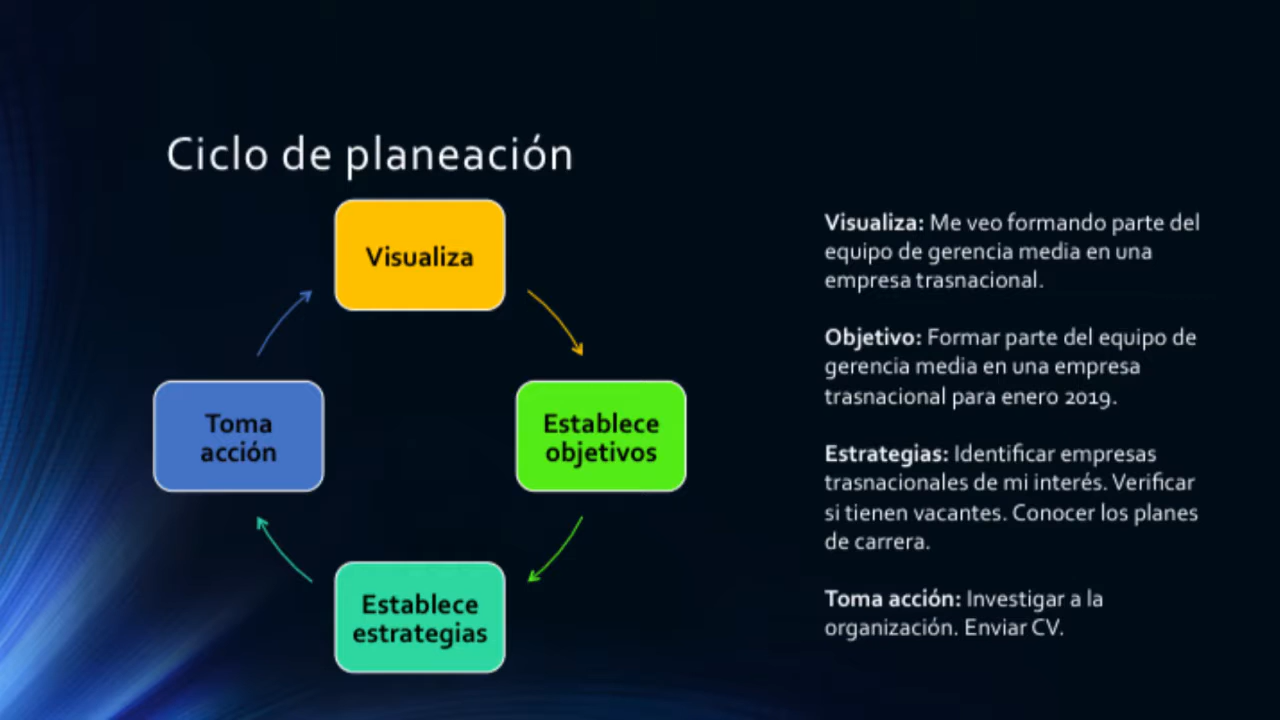 Ciclo de planeación
Visualiza
Establece
objetivos
Establece
estrategias
Toma
acción
Visualiza: Me veo formando parte del
equipo de gerencia media en una
empresa trasnacional.
Objetivo: Formar parte del equipo de
gerencia media en una empresa
trasnacional para enero 2019.
Estrategias: Identificar empresas
trasnacionales de mi interés. Verificar
si tienen vacantes. Conocer los planes
de carrera.
Toma acción: Investigar a la
organización. Enviar CV.